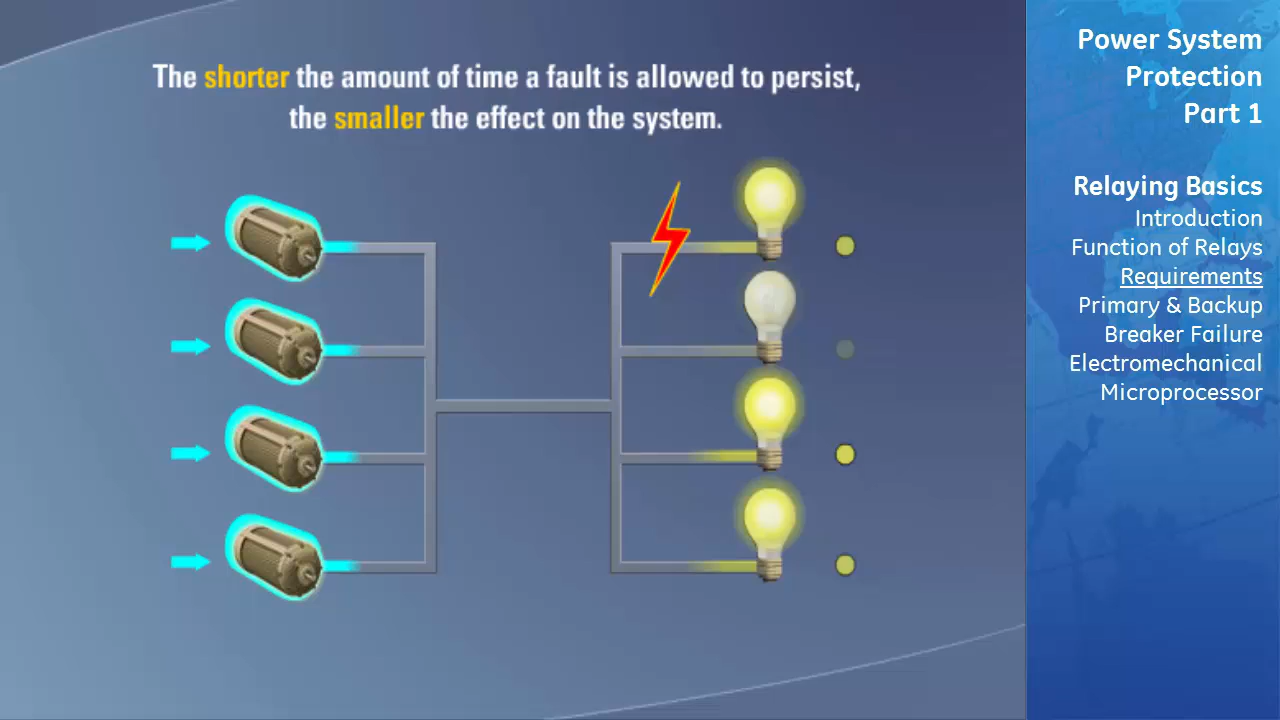 The shorter the amount of time a fault is allowed to persist,
the smaller the effect on the system.
Power System
Protection
Part 1
Relaying Basics
Introduction
Function of Relays
Requirements
Primary & Backup
Breaker Failure
Electromechanical
Microprocessor